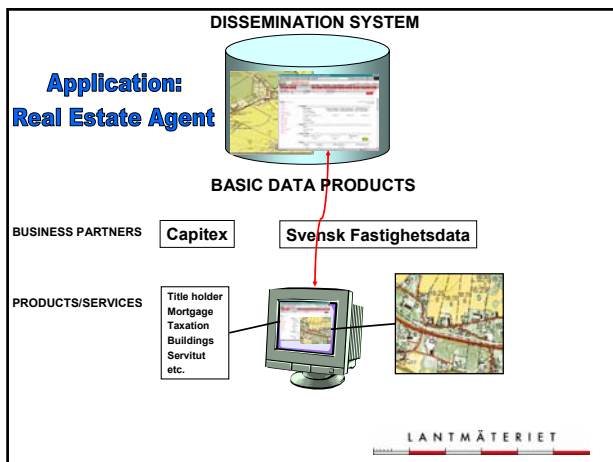 DISSEMINATION SYSTEM
Application:
Real Estate Agent
BASIC DATA PRODUCTS
BUSINESS PARTNERS
Capitex
Svensk Fastighetsdata
PRODUCTS/SERVICES
Title holder
Mortgage
Taxation
Buildings
Servitut
etc.
LANTMÄTERIET